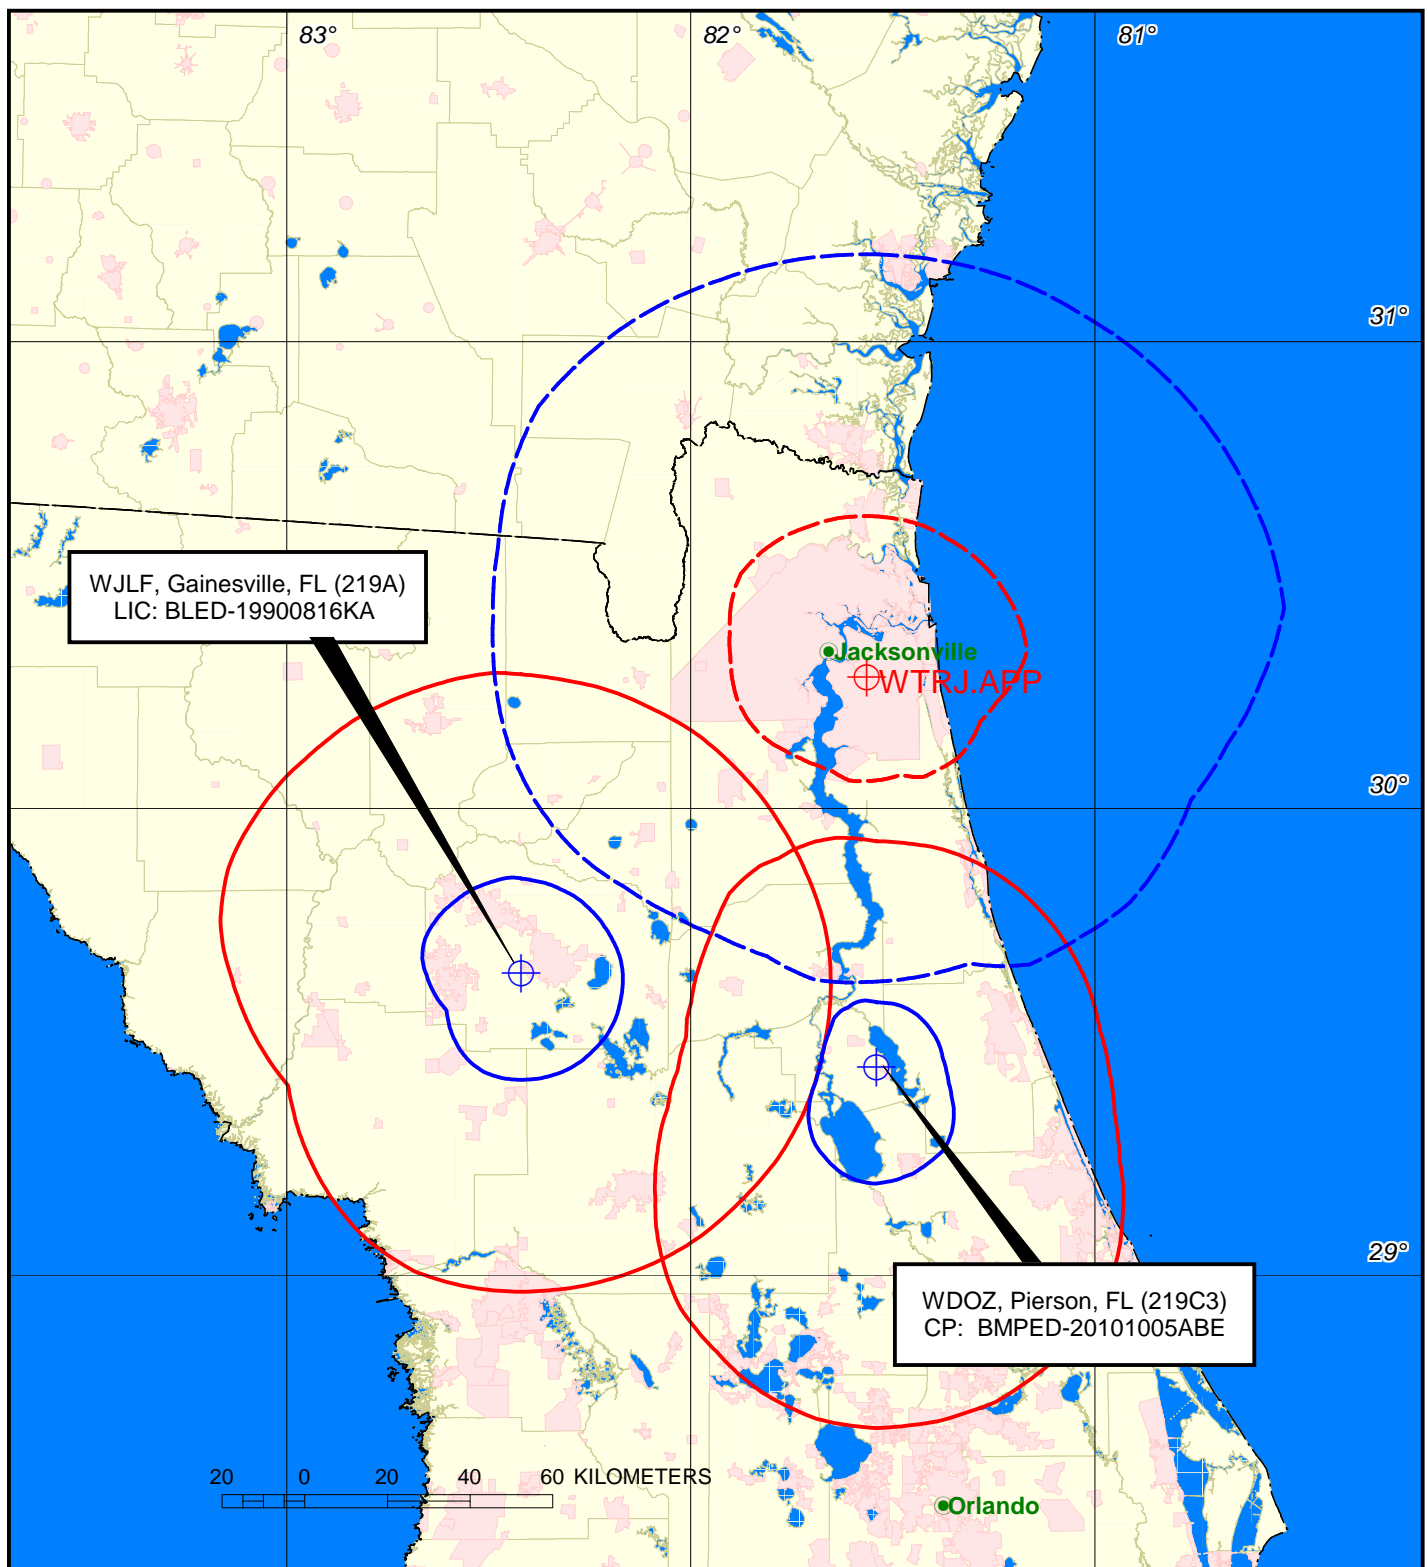 83°
82°
81°
31°
WJLF, Gainesville, FL (219A)
LIC: BLED-19900816KA
Jacksonville
WTRJ.APP
30°
29°
WDOZ, Pierson, FL (219C3)
CP: BMPED-20101005ABE
20 0 20 40 60 KILOMETERS
Orlando